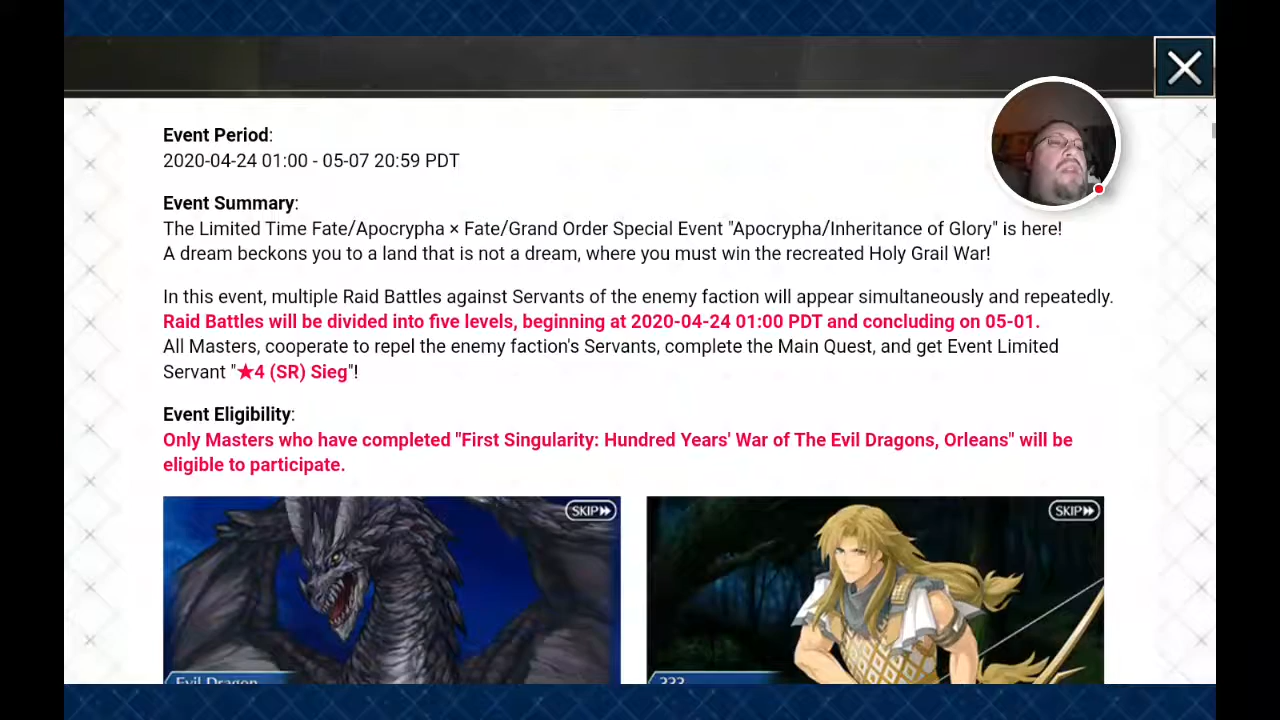 Event Period:
2020-04-24 01:00 - 05-07 20:59 PDT
Event Summary:
The Limited Time Fate/Apocrypha × Fate/Grand Order Special Event "Apocrypha/Inheritance of Glory" is here!
A dream beckons you to a land that is not a dream, where you must win the recreated Holy Grail War!
In this event, multiple Raid Battles against Servants of the enemy faction will appear simultaneously and repeatedly.
Raid Battles will be divided into five levels, beginning at 2020-04-24 01:00 PDT and concluding on 05-01.
All Masters, cooperate to repel the enemy faction's Servants, complete the Main Quest, and get Event Limited
Servant "★4 (SR) Sieg"!
Event Eligibility:
Only Masters who have completed "First Singularity: Hundred Years' War of The Evil Dragons, Orleans" will be
eligible to participate.
SKIP
SKIP
Evil Dragon